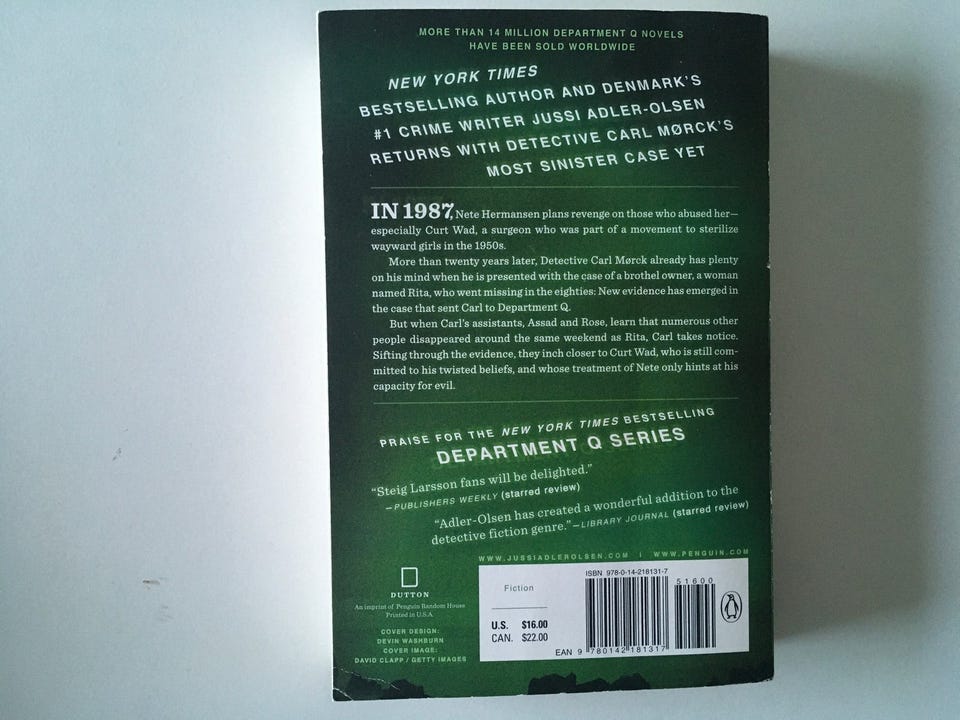 MORE THAN 14 MILLION DEPARTMENT Q NOVELS
HAVE BEEN SOLD WORLDWIDE
NEW YORK TIMES
BESTSELLING AUTHOR AND DENMARK'S
#1 CRIME WRITER JUSSI ADLER-OLSEN
RETURNS WITH DETECTIVE CARL MØRCK'S
MOST SINISTER CASE YET
IN 1987, Nete Hermansen plans revenge on those who abused her—
especially Curt Wad, a surgeon who was part of a movement to sterilize
wayward girls in the 1950s.
More than twenty years later, Detective Carl Mørck already has plenty
on his mind when he is presented with the case of a brothel owner, a woman
named Rita, who went missing in the eighties: New evidence has emerged in
the case that sent Carl to Department Q.
But when Carl's assistants, Assad and Rose, learn that numerous other
people disappeared around the same weekend as Rita, Carl takes notice.
Sifting through the evidence, they inch closer to Curt Wad, who is still com-
mitted to his twisted beliefs, and whose treatment of Nete only hints at his
capacity for evil.
PRAISE FOR THE NEW YORK TIMES BESTSELLING
DEPARTMENT Q SERIES
"Steig Larsson fans will be delighted."
—PUBLISHERS WEEKLY (starred review)
"Adler-Olsen has created a wonderful addition to the
detective fiction genre."—LIBRARY JOURNAL (starred review)
WWW.JUSSIADLEROLSEN.COM | WWW.PENGUIN.COM
DUTTON
An imprint of Penguin Random House
Printed in U.S.A.
COVER DESIGN:
DEVIN WASHBURN
COVER IMAGE:
DAVID CLAPP / GETTY IMAGES
Fiction
U.S. $16.00
CAN. $22.00
ISBN 978-0-14-218131-7
51600
EAN 9 780142 181317